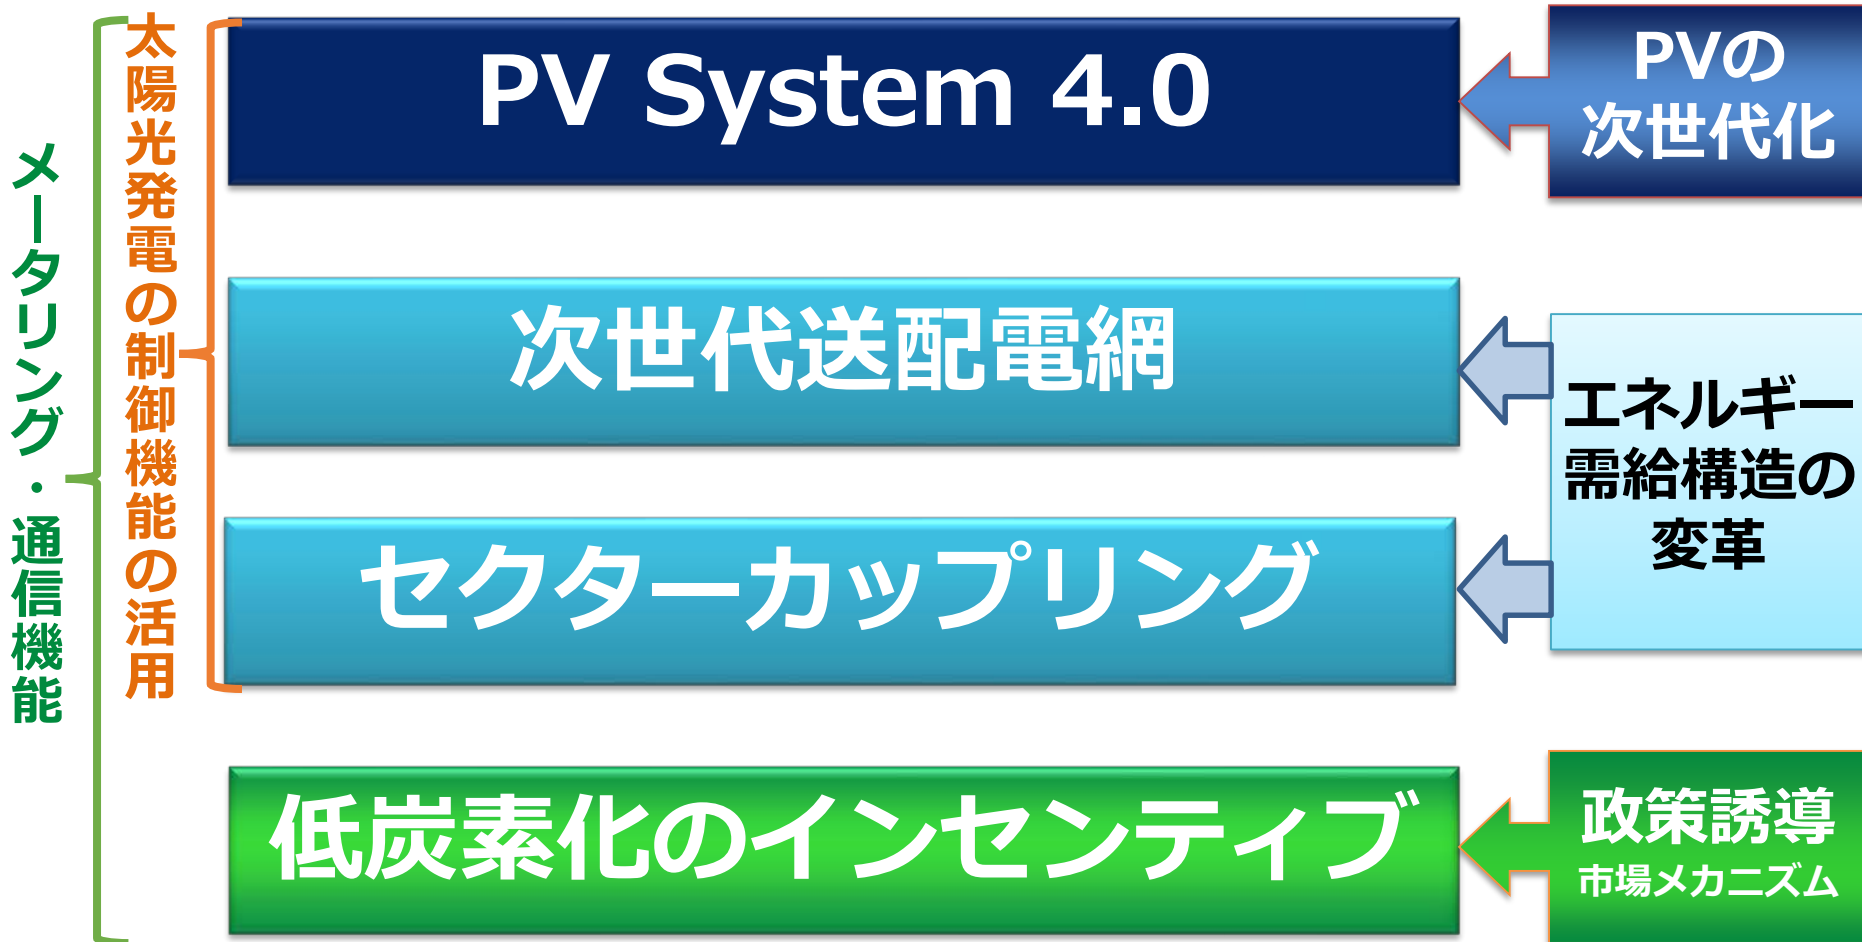 メータリング・通信機能
太陽光発電の制御機能の活用
PV System 4.0
PVの
次世代化
次世代送配電網
セクターカップリング
エネルギー
需給構造の
変革
低炭素化のインセンティブ
政策誘導
市場メカニズム